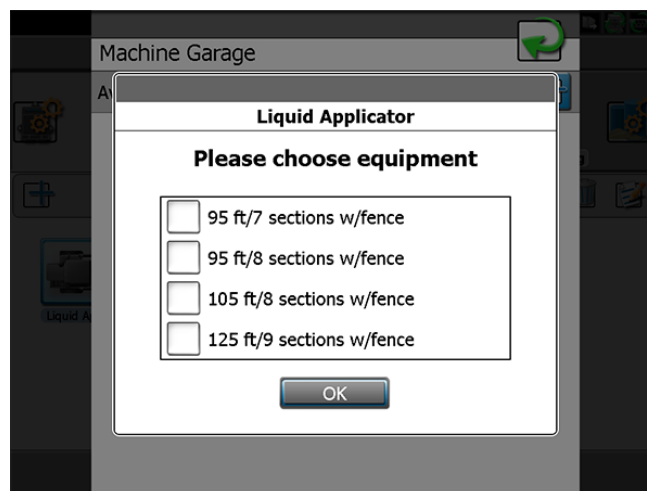 Machine Garage
Liquid Applicator
Please choose equipment
95 ft/7 sections w/fence
95 ft/8 sections w/fence
105 ft/8 sections w/fence
125 ft/9 sections w/fence
Liquid
OK